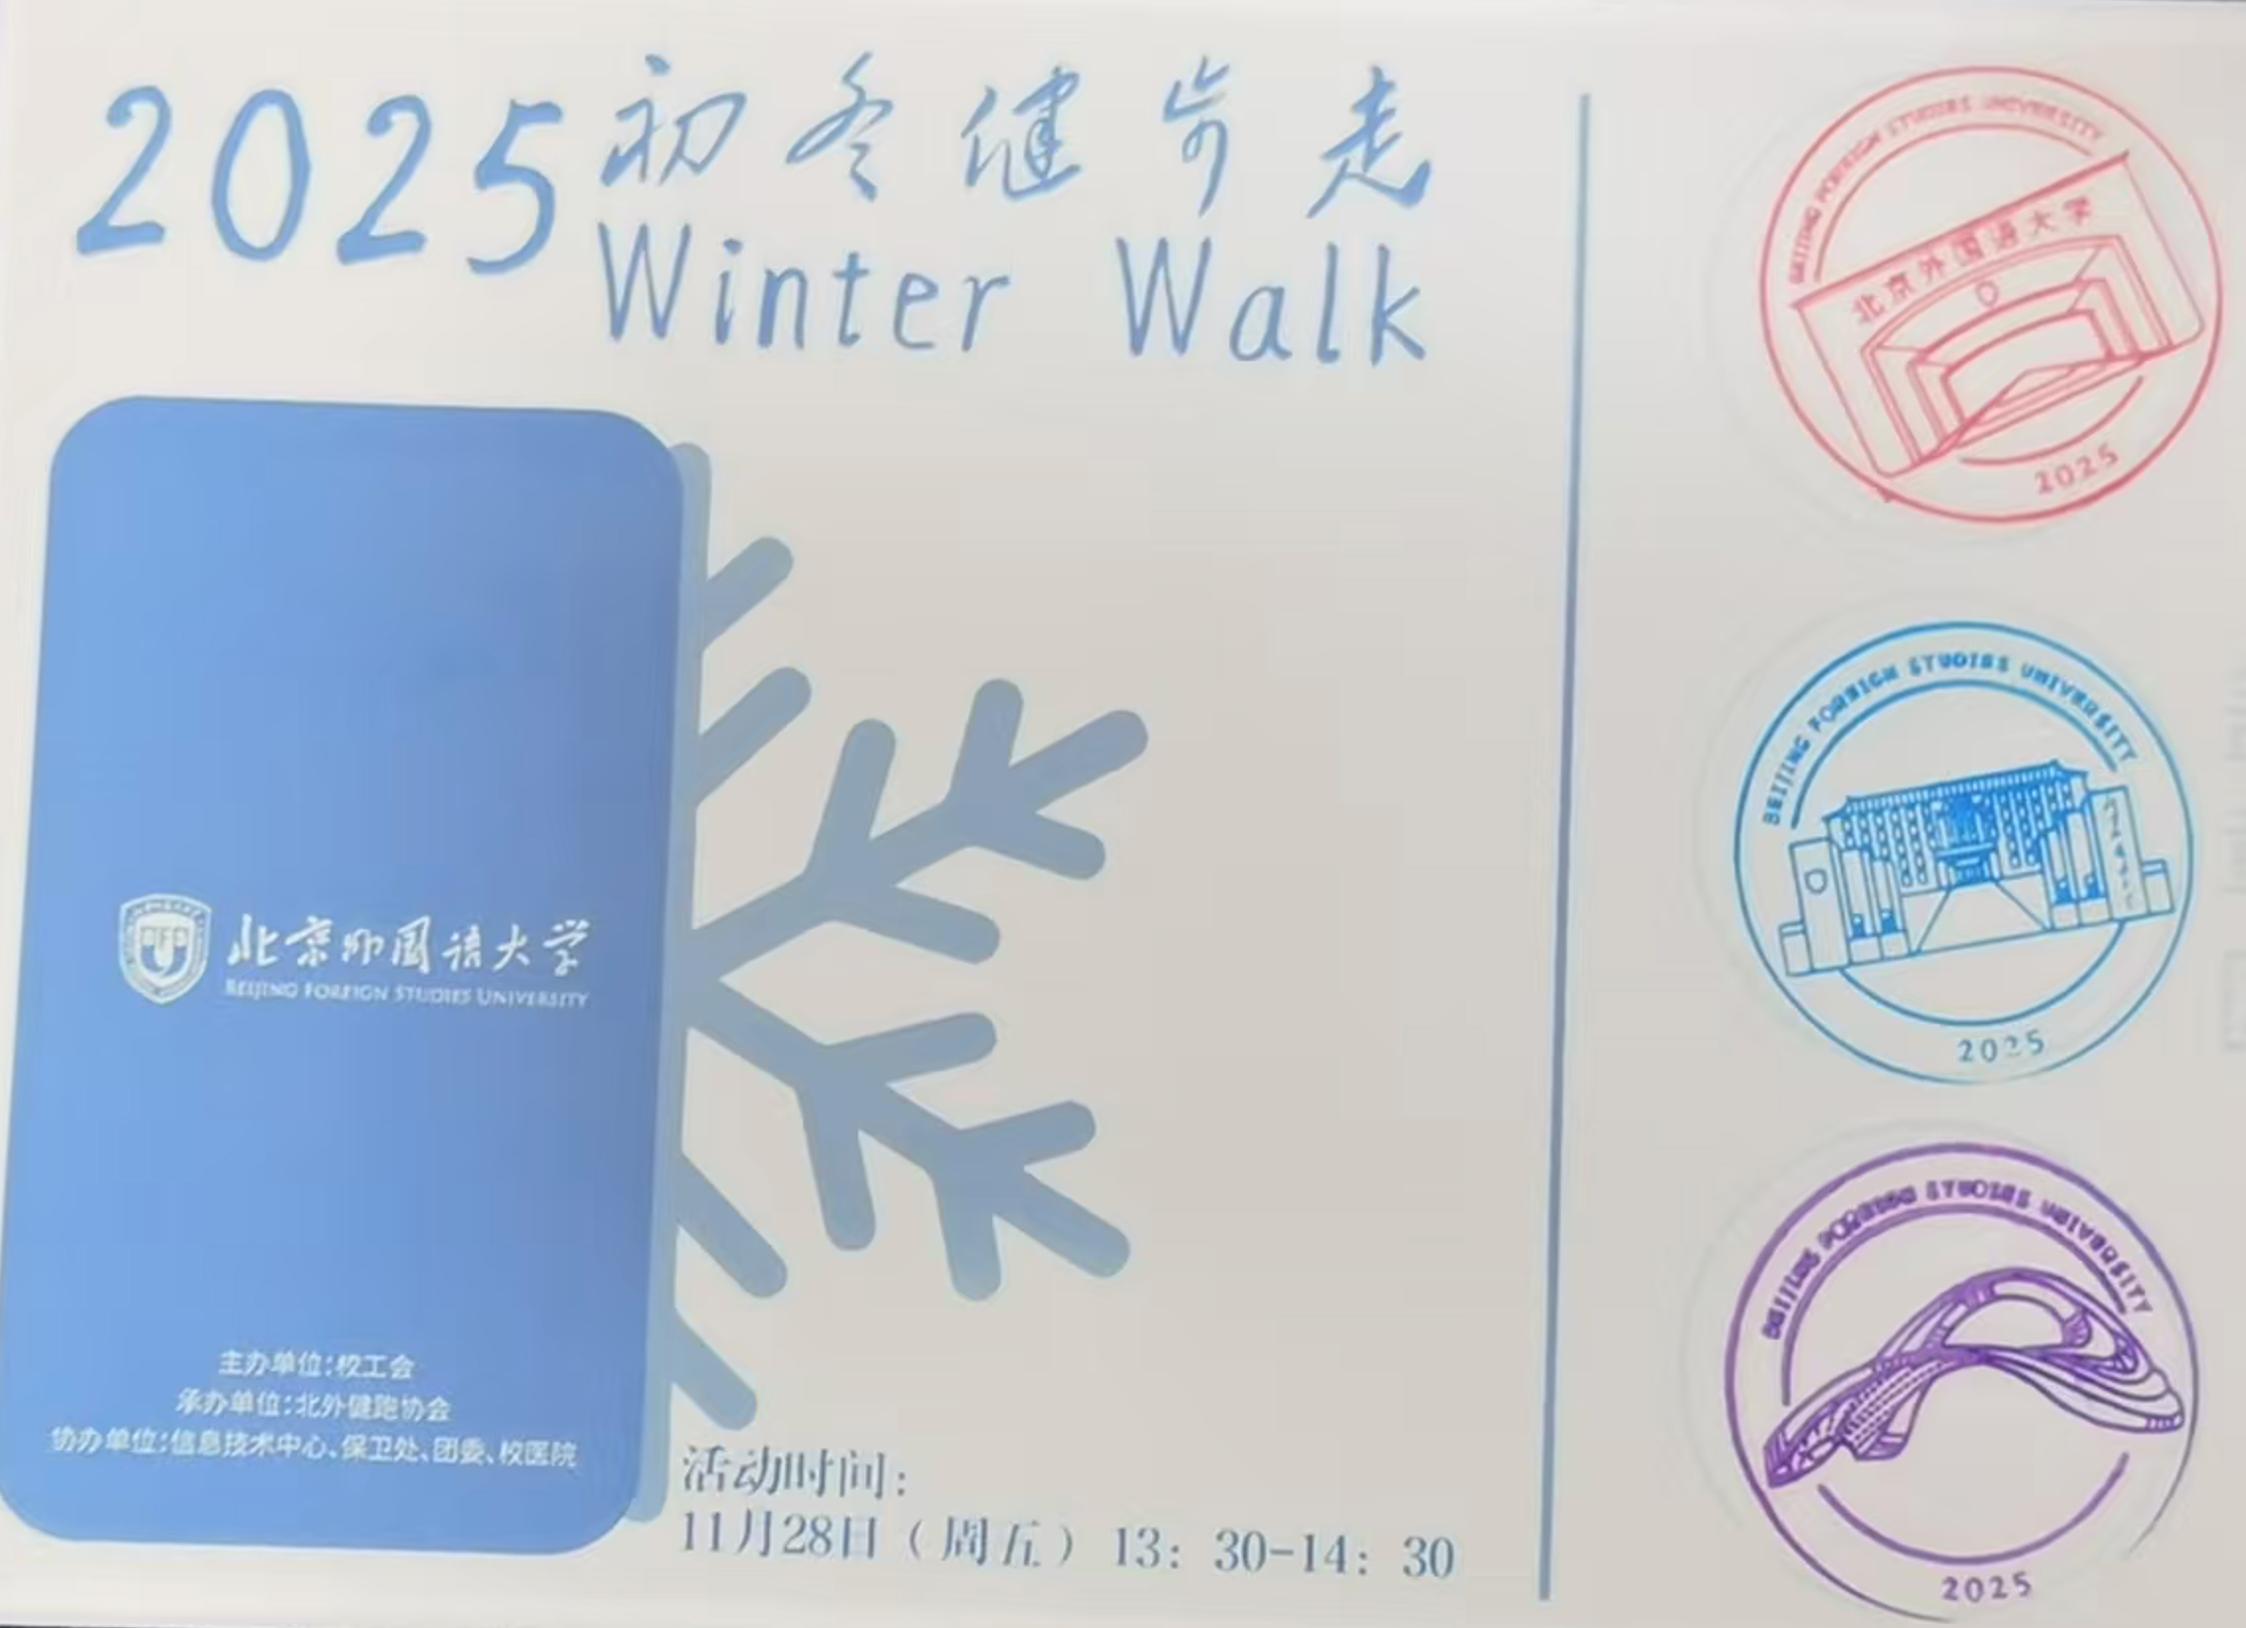 2025初冬健步走
Winter Walk
北京外国语大学
BEIJING FOREIGN STUDIES UNIVERSITY
主办单位:校工会
承办单位:北外健跑协会
协办单位:信息技术中心、保卫处、团委、校医院
活动时间:
11月28日(周五)13:30-14:30
BEIJING FOREIGN STUDIES UNIVERSITY
北京外国语大学
2025
BEIJING FOREIGN STUDIES UNIVERSITY
2025
BEIJING FOREIGN STUDIES UNIVERSITY
2025